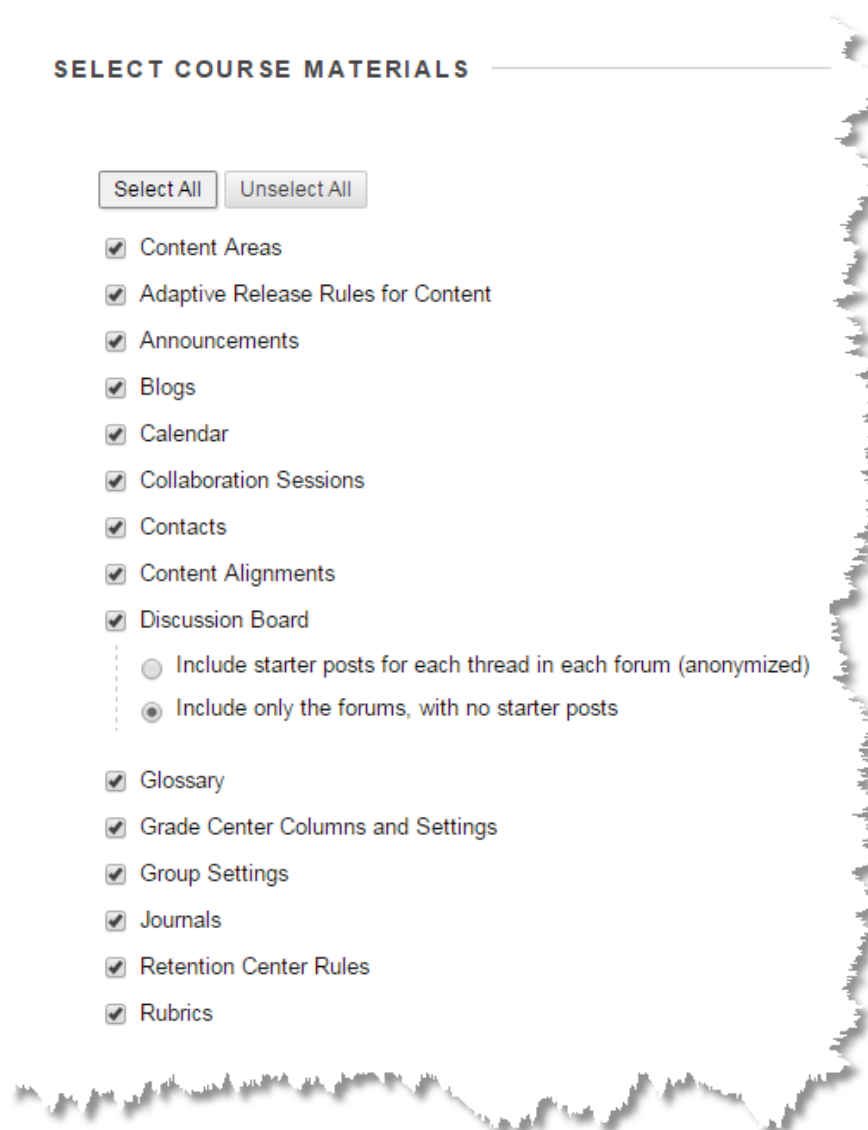 SELECT COURSE MATERIALS
Select All Unselect All
Content Areas
Adaptive Release Rules for Content
Announcements
Blogs
Calendar
Collaboration Sessions
Contacts
Content Alignments
Discussion Board
Include starter posts for each thread in each forum (anonymized)
Include only the forums, with no starter posts
Glossary
Grade Center Columns and Settings
Group Settings
Journals
Retention Center Rules
Rubrics